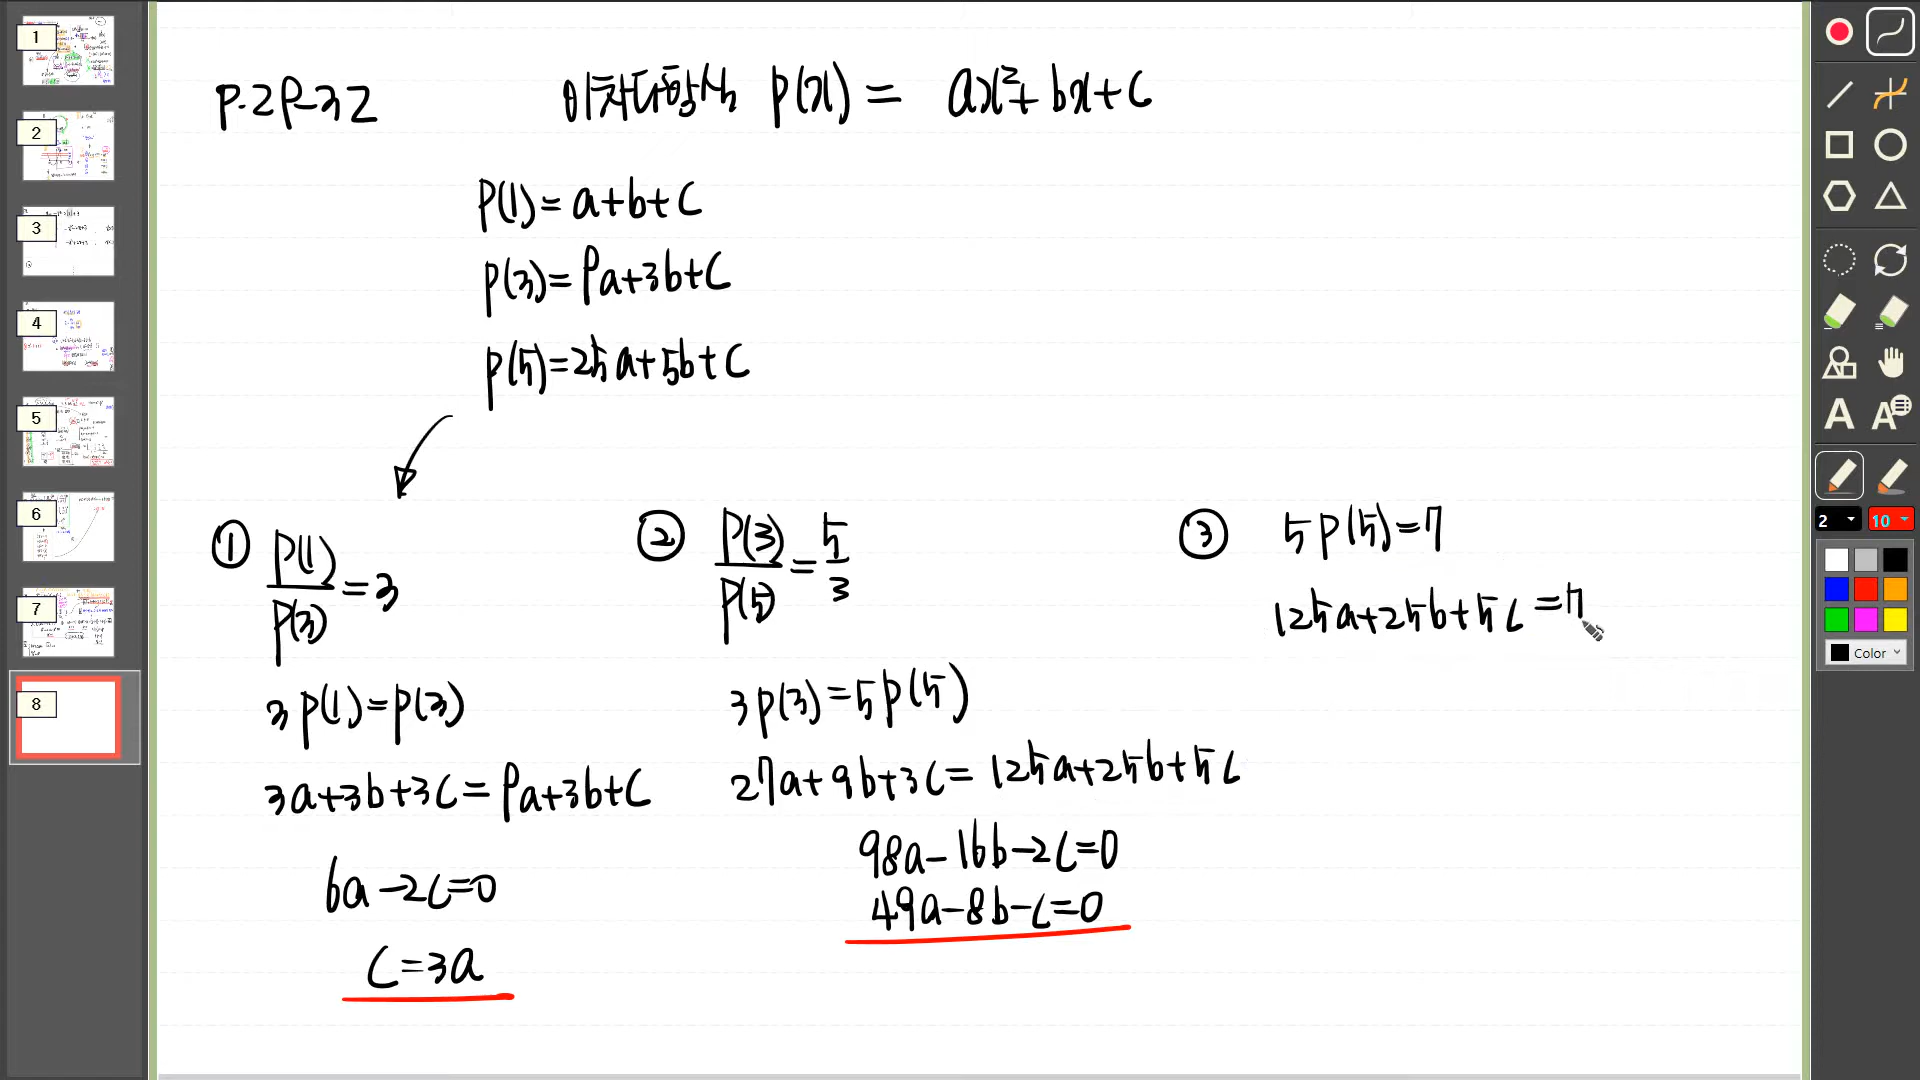 P.2P-32
이차다항식 P(x) = ax²+bx+c
P(1)=a+b+c
P(3)=9a+3b+c
P(5)=25a+5b+c
① P(1)/P(3)=3
3P(1)=P(3)
3a+3b+3c=9a+3b+c
6a-2c=0
c=3a
② P(3)/P(5)=5/3
3P(3)=5P(5)
27a+9b+3c=125a+25b+5c
98a-16b-2c=0
49a-8b-c=0
③ 5P(5)=7
125a+25b+5c=7
1
2
3
4
5
6
7
8
A
A
2
10
Color